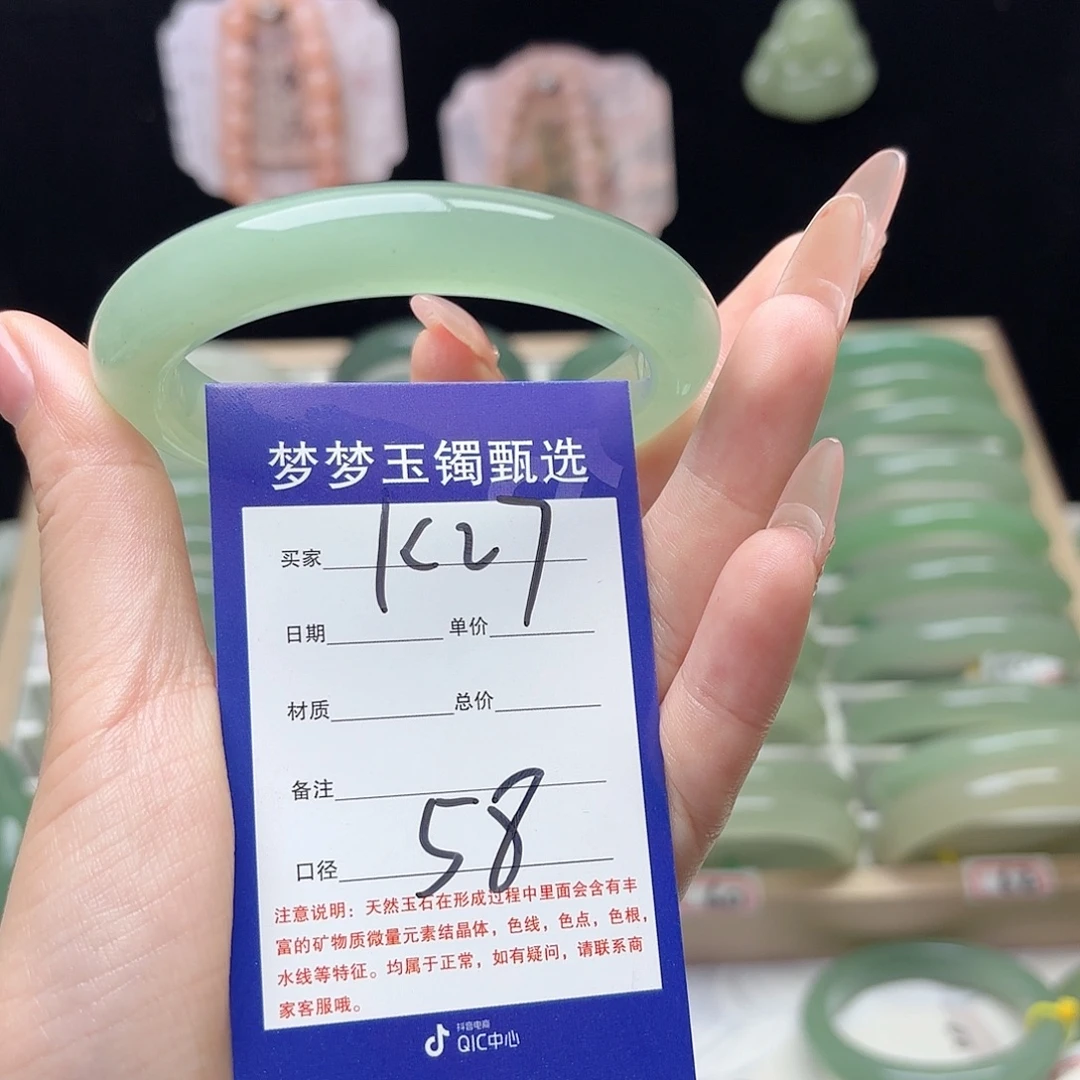 梦梦玉镯甄选
买家 K27
日期 单价
材质 总价
备注
口径 58
注意说明：天然玉石在形成过程中里面会含有丰
富的矿物质微量元素结晶体，色线，色点，色根，
水线等特征。均属于正常，如有疑问，请联系商
家客服哦。
抖音电商
QIC中心